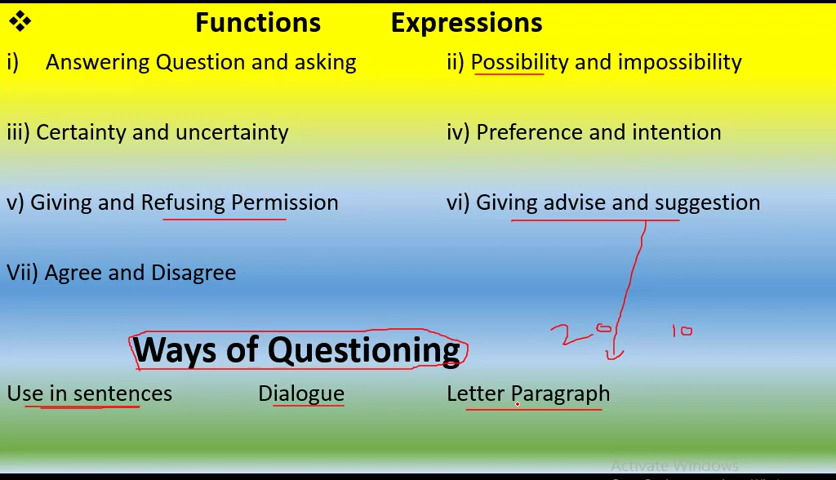 ❖ Functions Expressions
i) Answering Question and asking ii) Possibility and impossibility
iii) Certainty and uncertainty iv) Preference and intention
v) Giving and Refusing Permission vi) Giving advise and suggestion
Vii) Agree and Disagree
20 10
Ways of Questioning
Use in sentences Dialogue Letter Paragraph
Activate Windows